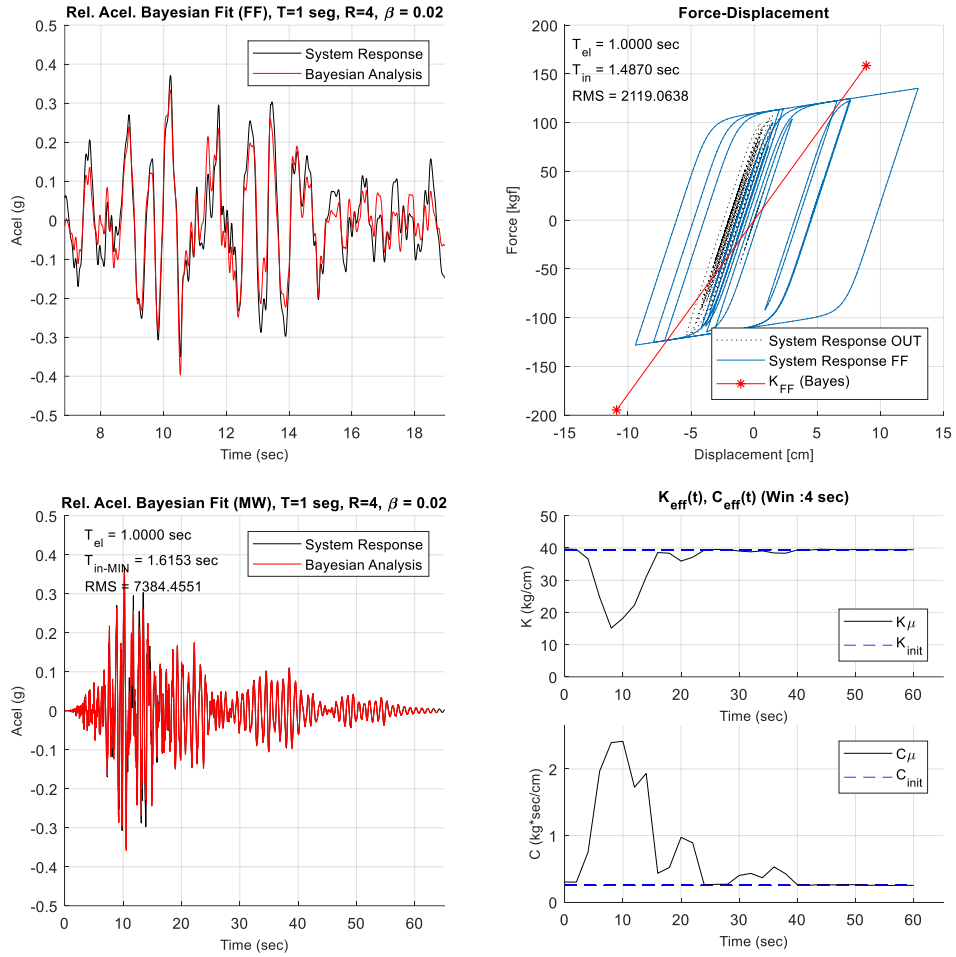 Rel. Acel. Bayesian Fit (FF), T=1 seg, R=4, β = 0.02
0.5
0.4
0.3
0.2
0.1
0
-0.1
-0.2
-0.3
-0.4
-0.5
Acel (g)
System Response
Bayesian Analysis
8
10
12
14
16
18
Time (sec)
Force-Displacement
200
150
100
50
0
-50
-100
-150
-200
Force [kgf]
T_el = 1.0000 sec
T_in = 1.4870 sec
RMS = 2119.0638
System Response OUT
System Response FF
K_FF (Bayes)
-15
-10
-5
0
5
10
15
Displacement [cm]
Rel. Acel. Bayesian Fit (MW), T=1 seg, R=4, β = 0.02
0.5
0.4
0.3
0.2
0.1
0
-0.1
-0.2
-0.3
-0.4
-0.5
Acel (g)
T_el = 1.0000 sec
T_in-MIN = 1.6153 sec
RMS = 7384.4551
System Response
Bayesian Analysis
0
10
20
30
40
50
60
Time (sec)
K_eff(t), C_eff(t) (Win :4 sec)
50
40
30
20
10
0
K (kg/cm)
Kμ
K_init
0
10
20
30
40
50
60
Time (sec)
2
1
0
C (kg*sec/cm)
Cμ
C_init
0
10
20
30
40
50
60
Time (sec)